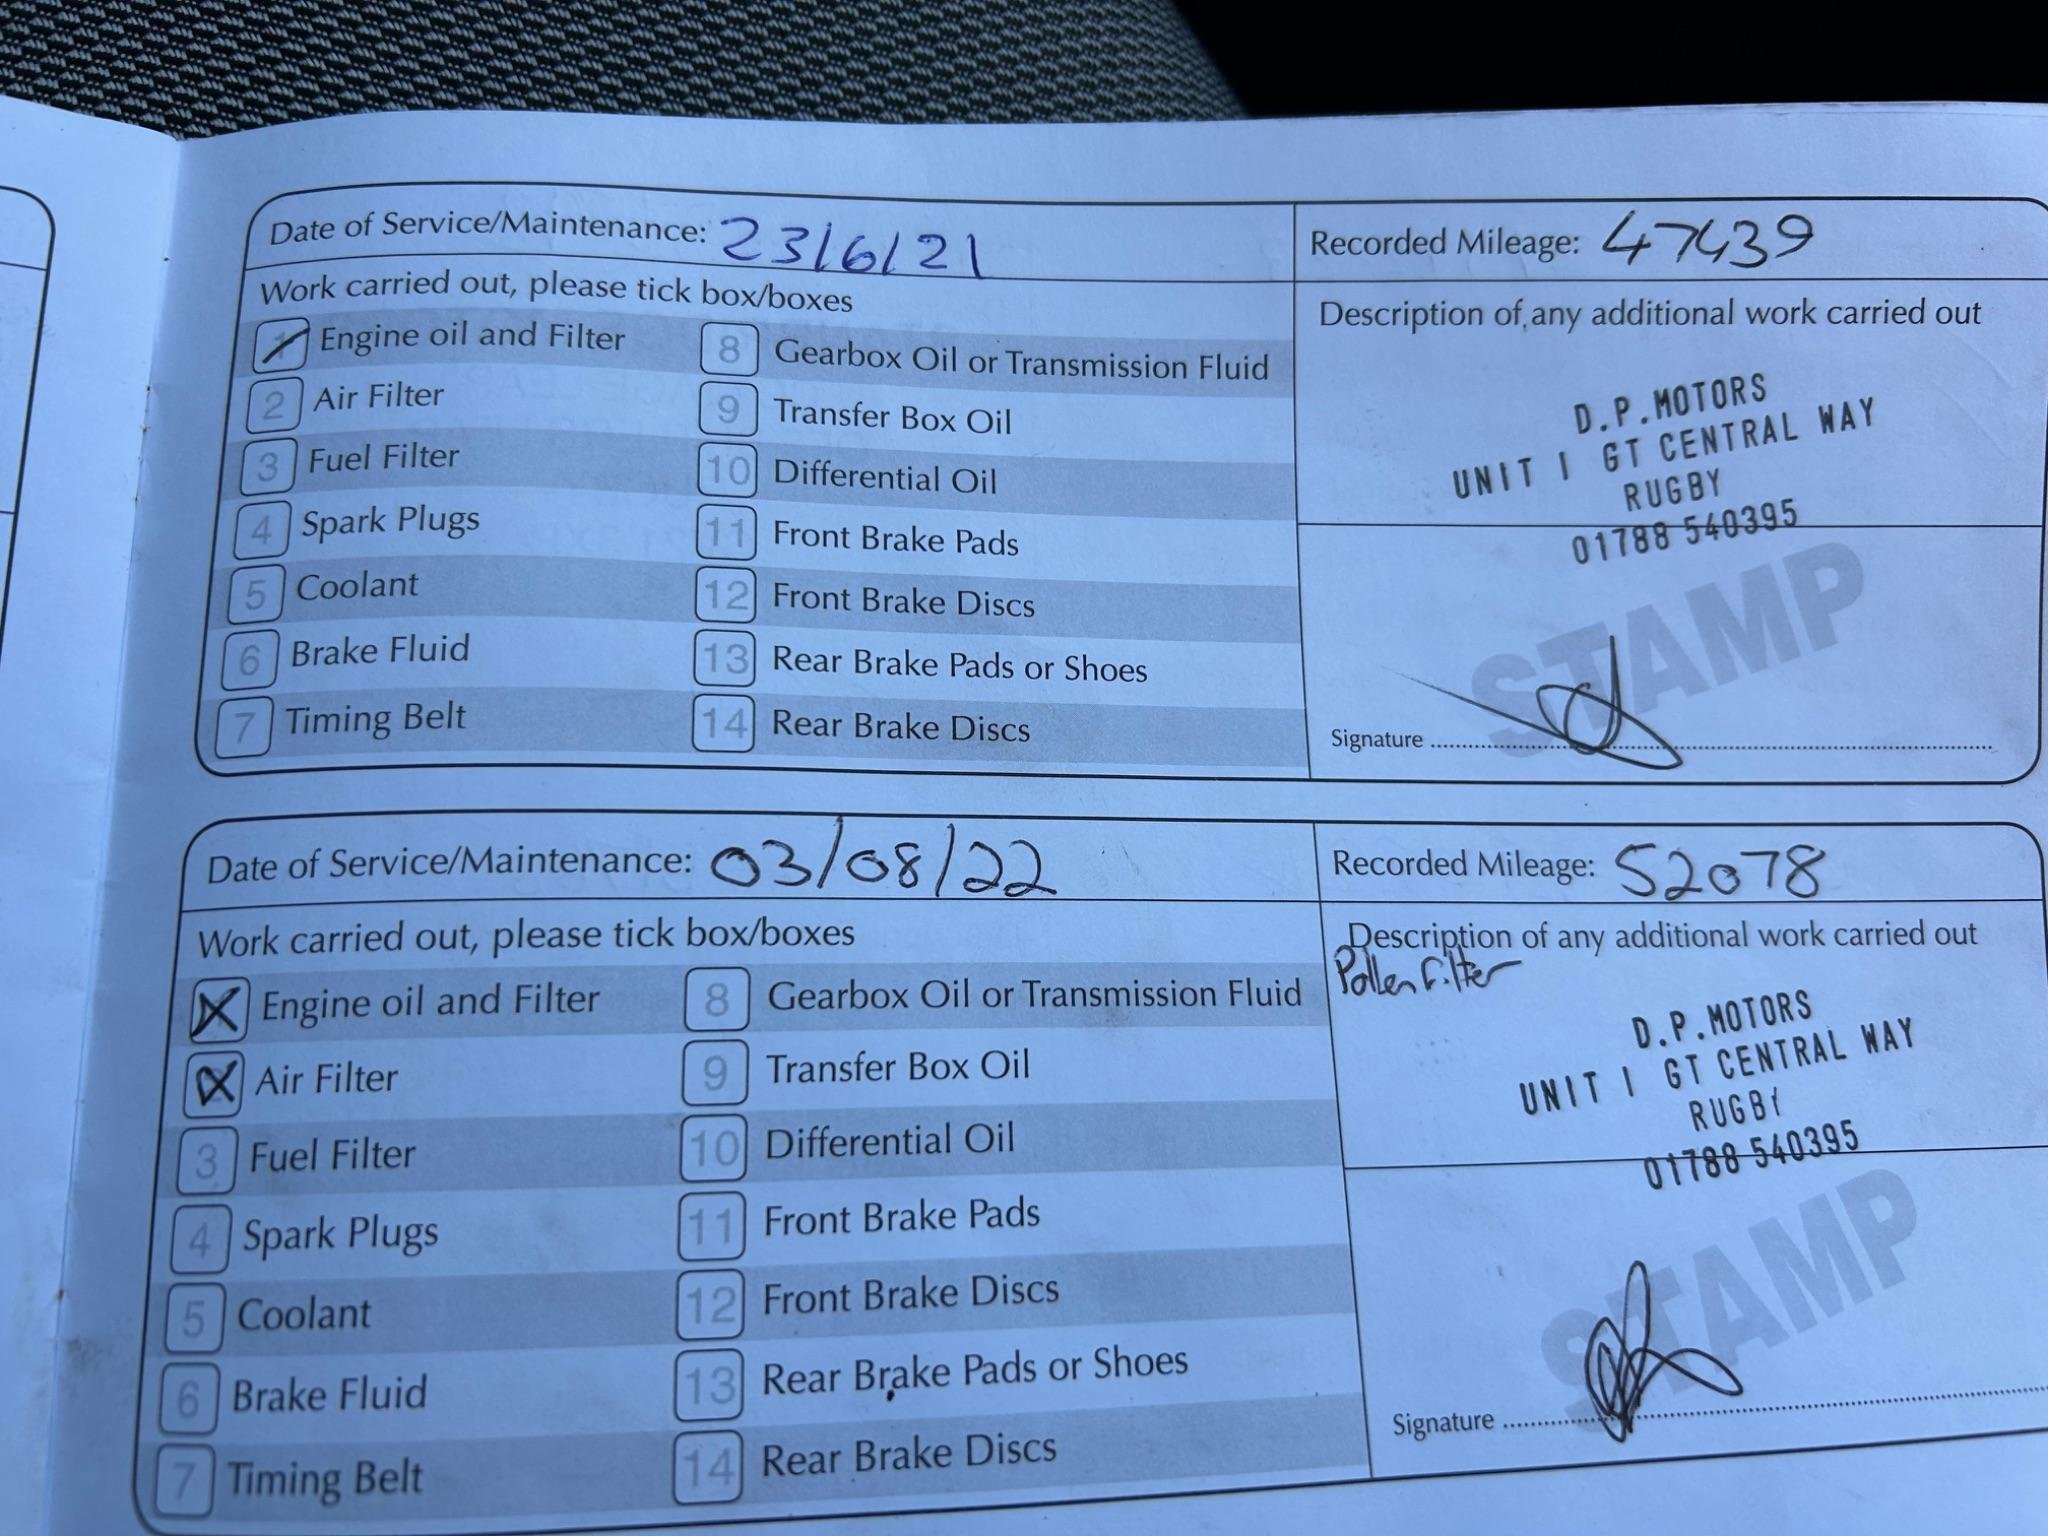 Date of Service/Maintenance: 23/6/21
Recorded Mileage: 47439
Work carried out, please tick box/boxes
1 Engine oil and Filter
2 Air Filter
3 Fuel Filter
4 Spark Plugs
5 Coolant
6 Brake Fluid
7 Timing Belt
8 Gearbox Oil or Transmission Fluid
9 Transfer Box Oil
10 Differential Oil
11 Front Brake Pads
12 Front Brake Discs
13 Rear Brake Pads or Shoes
14 Rear Brake Discs
Description of any additional work carried out
D.P.MOTORS
UNIT 1 GT CENTRAL WAY
RUGBY
01788 540395
STAMP
Signature
Date of Service/Maintenance: 03/08/22
Recorded Mileage: 52078
Work carried out, please tick box/boxes
Engine oil and Filter
2 Air Filter
3 Fuel Filter
4 Spark Plugs
5 Coolant
6 Brake Fluid
7 Timing Belt
8 Gearbox Oil or Transmission Fluid
9 Transfer Box Oil
10 Differential Oil
11 Front Brake Pads
12 Front Brake Discs
13 Rear Brake Pads or Shoes
14 Rear Brake Discs
Description of any additional work carried out
Pollen Filter
D.P.MOTORS
UNIT 1 GT CENTRAL WAY
RUGBY
01788 540395
STAMP
Signature